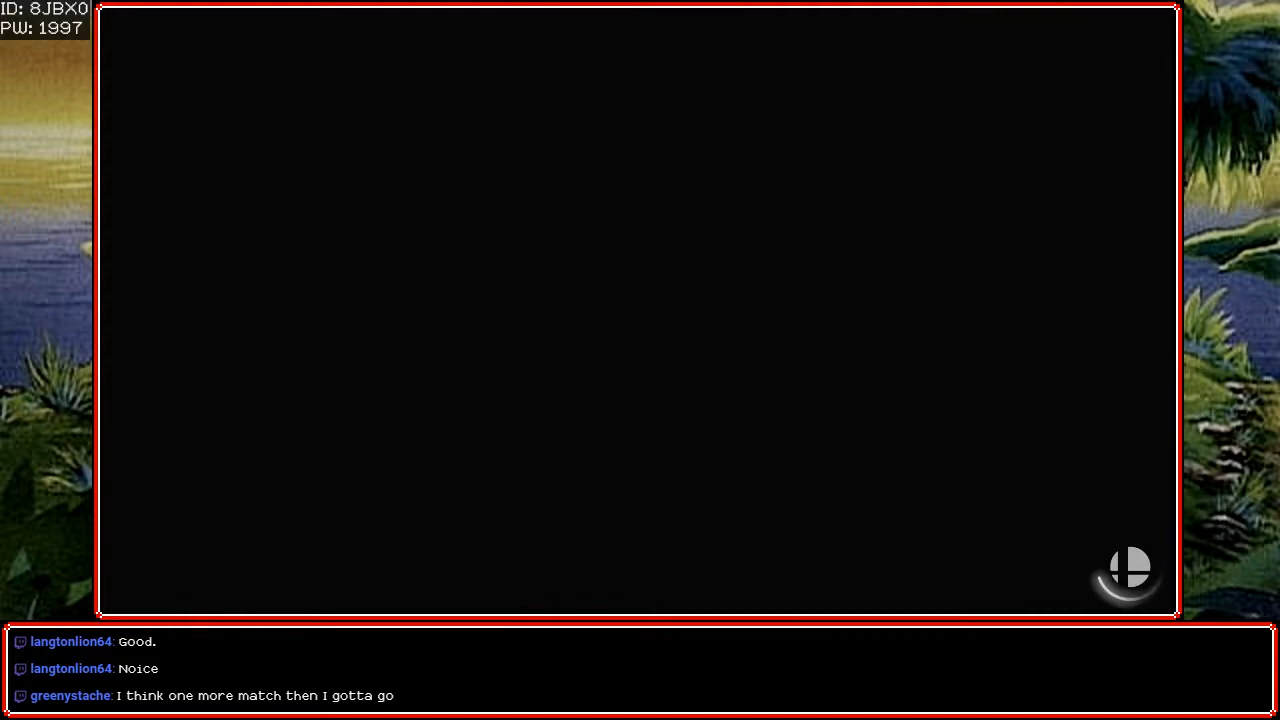 ID: 8JBX0
PW: 1997
langtonlion64: Good.
langtonlion64: Noice
greenystache: I think one more match then I gotta go